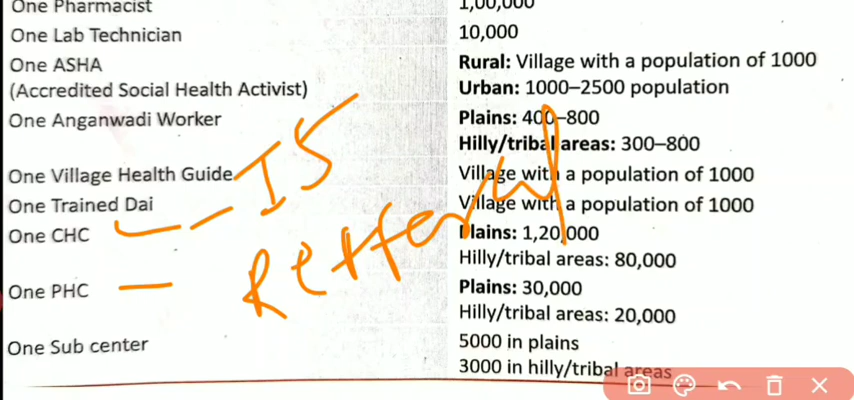 One Pharmacist 1,00,000
One Lab Technician 10,000
One ASHA Rural: Village with a population of 1000
(Accredited Social Health Activist) Urban: 1000–2500 population
One Anganwadi Worker Plains: 400–800
Hilly/tribal areas: 300–800
One Village Health Guide Village with a population of 1000
One Trained Dai Village with a population of 1000
One CHC Plains: 1,20,000
Hilly/tribal areas: 80,000
One PHC Plains: 30,000
Hilly/tribal areas: 20,000
One Sub center 5000 in plains
3000 in hilly/tribal areas